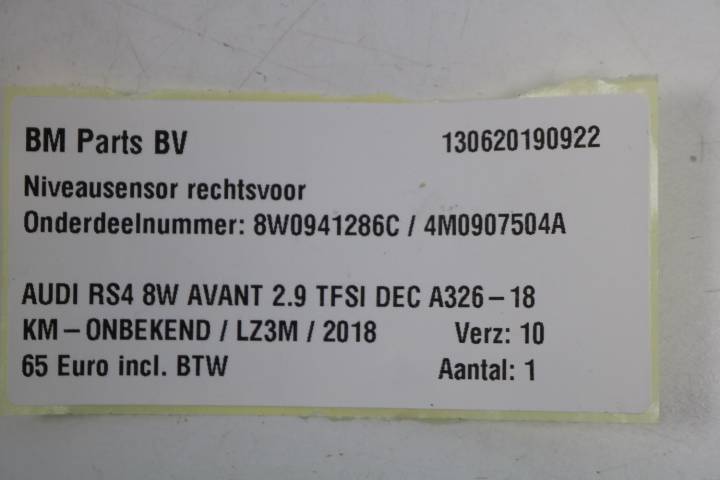 BM Parts BV 130620190922
Niveausensor rechtsvoor
Onderdeelnummer: 8W0941286C / 4M0907504A
AUDI RS4 8W AVANT 2.9 TFSI DEC A326-18
KM-ONBEKEND / LZ3M / 2018 Verz: 10
65 Euro incl. BTW Aantal: 1